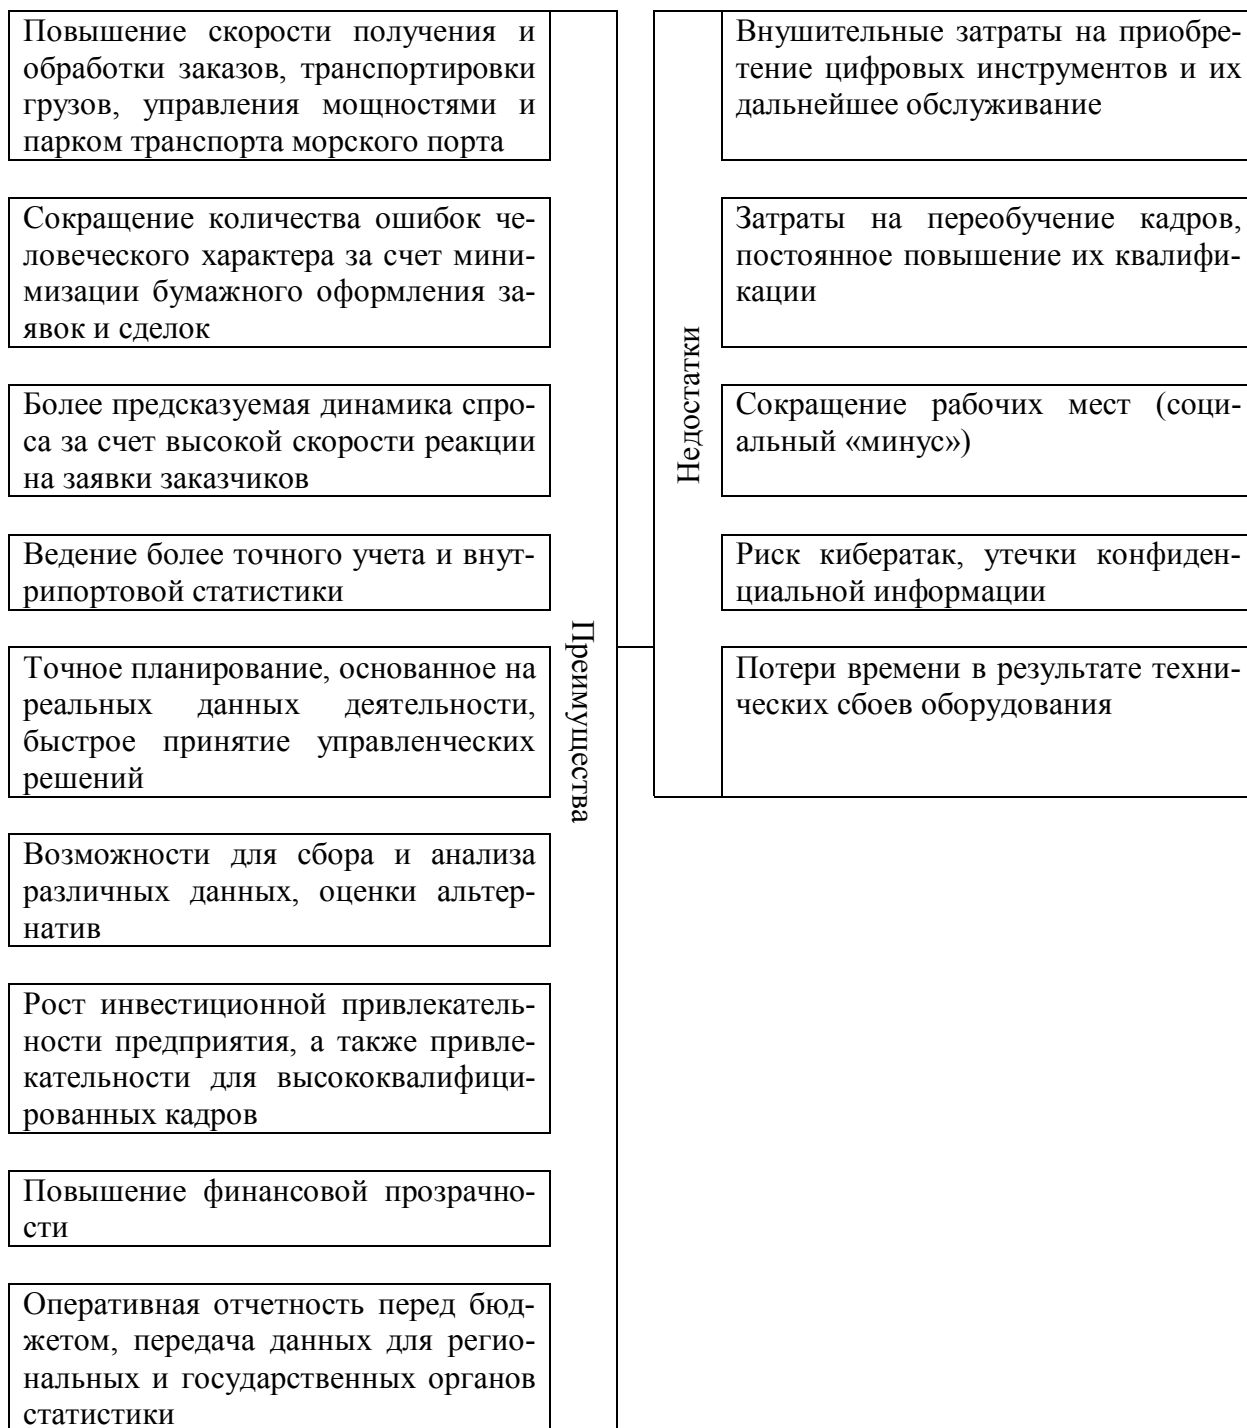 Повышение скорости получения и
обработки заказов, транспортировки
грузов, управления мощностями и
парком транспорта морского порта
Сокращение количества ошибок че-
ловеческого характера за счет мини-
мизации бумажного оформления за-
явок и сделок
Более предсказуемая динамика спро-
са за счет высокой скорости реакции
на заявки заказчиков
Ведение более точного учета и внут-
рипортовой статистики
Точное планирование, основанное на
реальных данных деятельности,
быстрое принятие управленческих
решений
Возможности для сбора и анализа
различных данных, оценки альтер-
натив
Рост инвестиционной привлекатель-
ности предприятия, а также привле-
кательности для высококвалифици-
рованных кадров
Повышение финансовой прозрачно-
сти
Оперативная отчетность перед бюд-
жетом, передача данных для регио-
нальных и государственных органов
статистики
Преимущества
Недостатки
Внушительные затраты на приобре-
тение цифровых инструментов и их
дальнейшее обслуживание
Затраты на переобучение кадров,
постоянное повышение их квалифи-
кации
Сокращение рабочих мест (соци-
альный «минус»)
Риск кибератак, утечки конфиден-
циальной информации
Потери времени в результате техни-
ческих сбоев оборудования